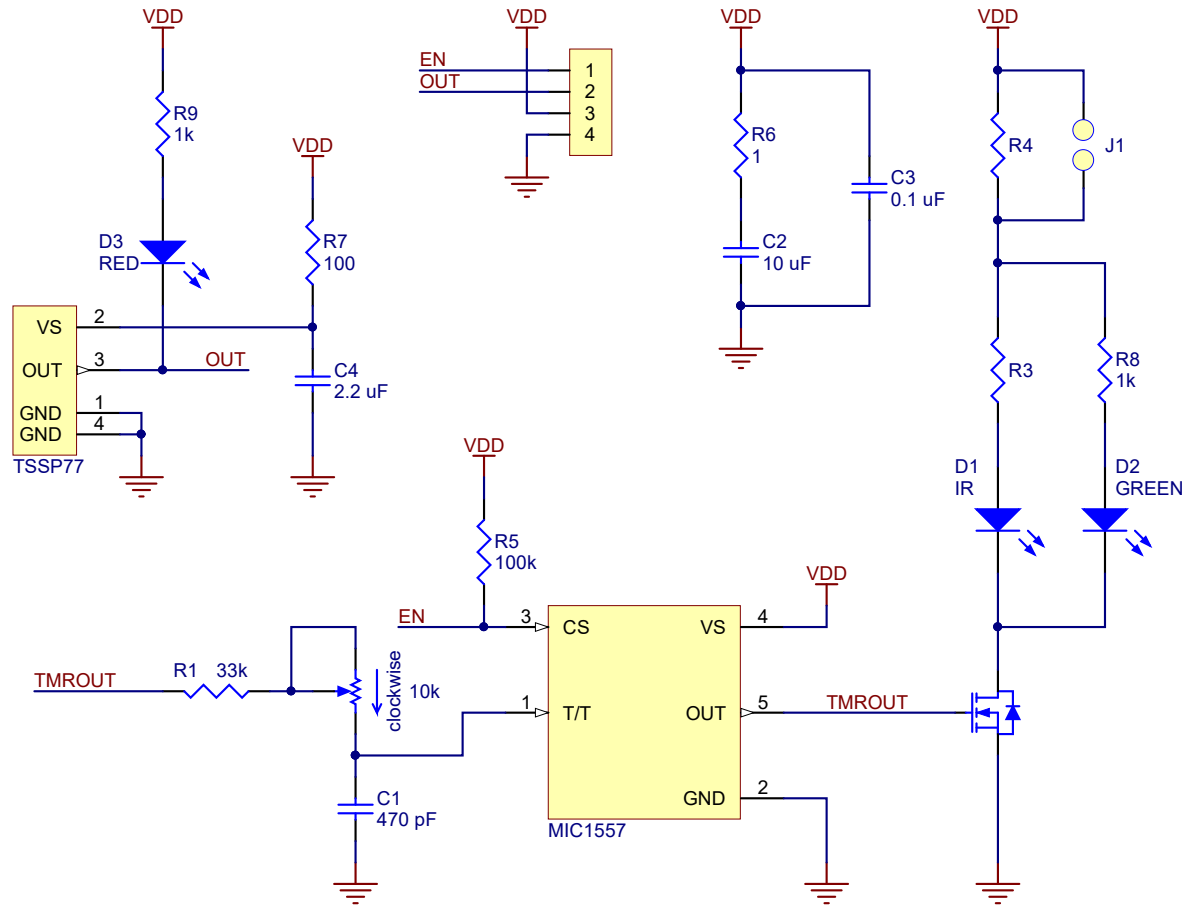 VDD
R9
1k
D3
RED
VDD
R7
100
VS
2
OUT
3
OUT
GND
1
GND
4
TSSP77
C4
2.2 uF
VDD
EN
OUT
1
2
3
4
VDD
R6
1
C2
10 uF
C3
0.1 uF
VDD
R4
J1
R3
R8
1k
D1
IR
D2
GREEN
VDD
R5
100k
EN
3
CS
VS
4
VDD
TMROUT
R1
33k
clockwise
10k
1
T/T
OUT
5
TMROUT
GND
2
C1
470 pF
MIC1557